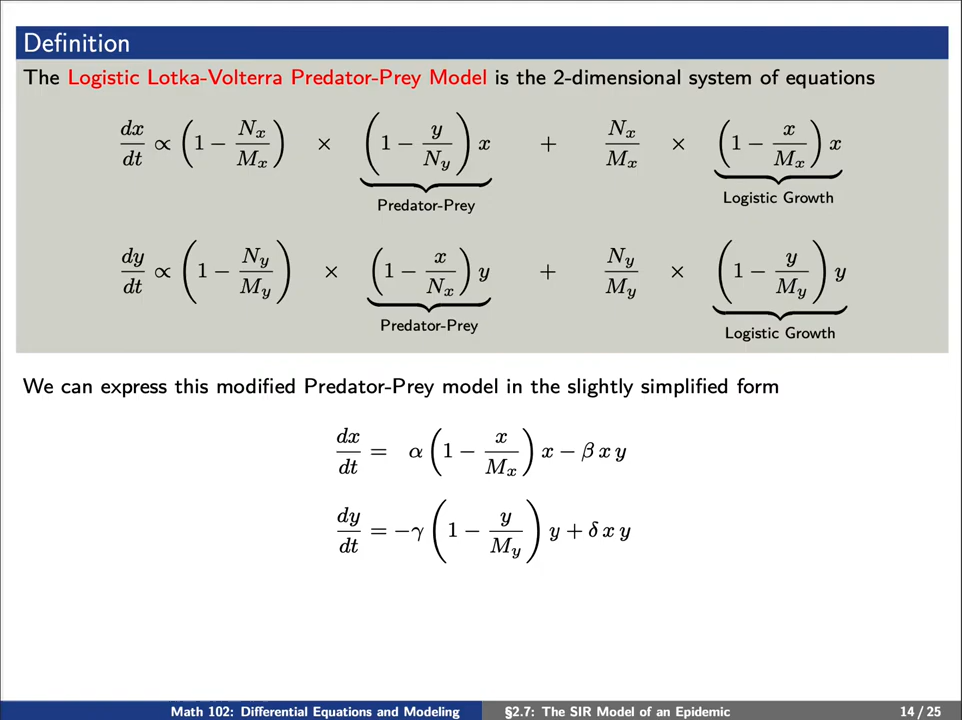 Definition
The Logistic Lotka-Volterra Predator-Prey Model is the 2-dimensional system of equations
dx/dt ∝ (1 − N_x/M_x) × (1 − y/N_y) x + N_x/M_x × (1 − x/M_x) x
Predator-Prey Logistic Growth
dy/dt ∝ (1 − N_y/M_y) × (1 − x/N_x) y + N_y/M_y × (1 − y/M_y) y
Predator-Prey Logistic Growth
We can express this modified Predator-Prey model in the slightly simplified form
dx/dt = α (1 − x/M_x) x − β x y
dy/dt = −γ (1 − y/M_y) y + δ x y
Math 102: Differential Equations and Modeling §2.7: The SIR Model of an Epidemic 14 / 25